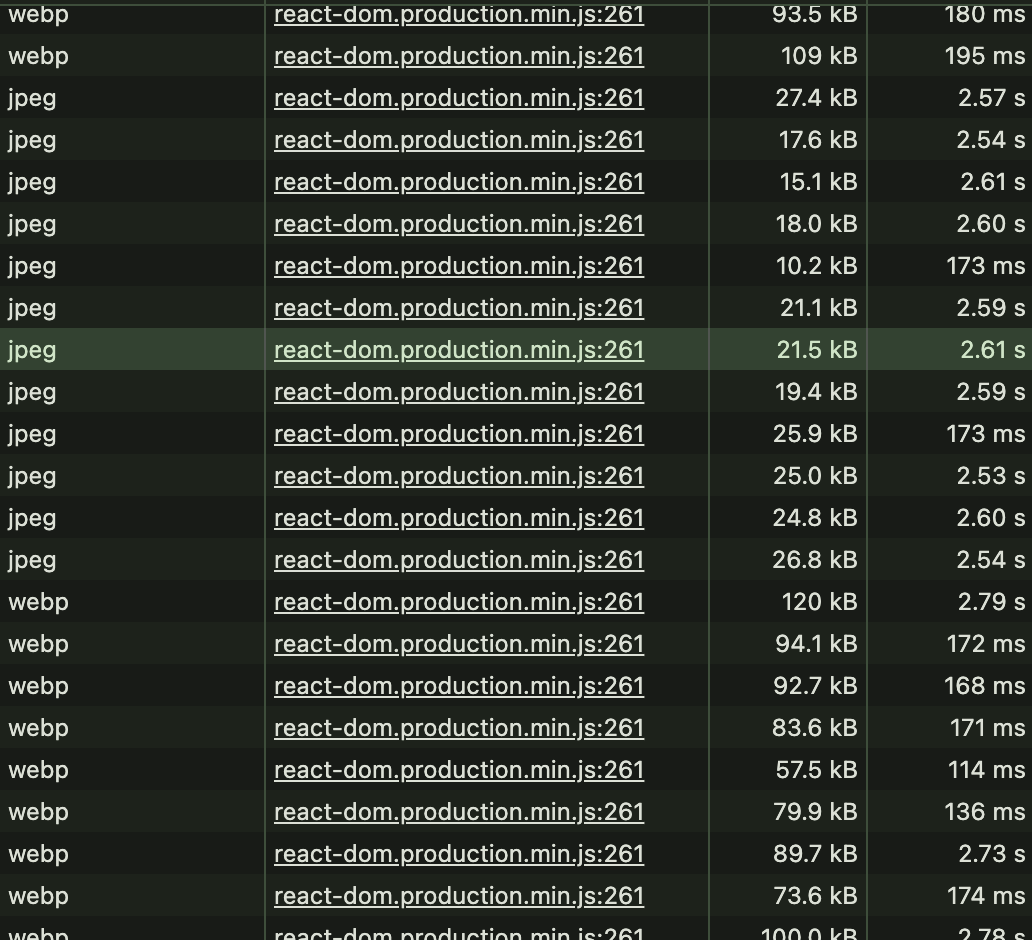 webp react-dom.production.min.js:261 93.5 kB 180 ms
webp react-dom.production.min.js:261 109 kB 195 ms
jpeg react-dom.production.min.js:261 27.4 kB 2.57 s
jpeg react-dom.production.min.js:261 17.6 kB 2.54 s
jpeg react-dom.production.min.js:261 15.1 kB 2.61 s
jpeg react-dom.production.min.js:261 18.0 kB 2.60 s
jpeg react-dom.production.min.js:261 10.2 kB 173 ms
jpeg react-dom.production.min.js:261 21.1 kB 2.59 s
jpeg react-dom.production.min.js:261 21.5 kB 2.61 s
jpeg react-dom.production.min.js:261 19.4 kB 2.59 s
jpeg react-dom.production.min.js:261 25.9 kB 173 ms
jpeg react-dom.production.min.js:261 25.0 kB 2.53 s
jpeg react-dom.production.min.js:261 24.8 kB 2.60 s
jpeg react-dom.production.min.js:261 26.8 kB 2.54 s
webp react-dom.production.min.js:261 120 kB 2.79 s
webp react-dom.production.min.js:261 94.1 kB 172 ms
webp react-dom.production.min.js:261 92.7 kB 168 ms
webp react-dom.production.min.js:261 83.6 kB 171 ms
webp react-dom.production.min.js:261 57.5 kB 114 ms
webp react-dom.production.min.js:261 79.9 kB 136 ms
webp react-dom.production.min.js:261 89.7 kB 2.73 s
webp react-dom.production.min.js:261 73.6 kB 174 ms
webp react-dom.production.min.js:261 100.0 kB 2.78 s